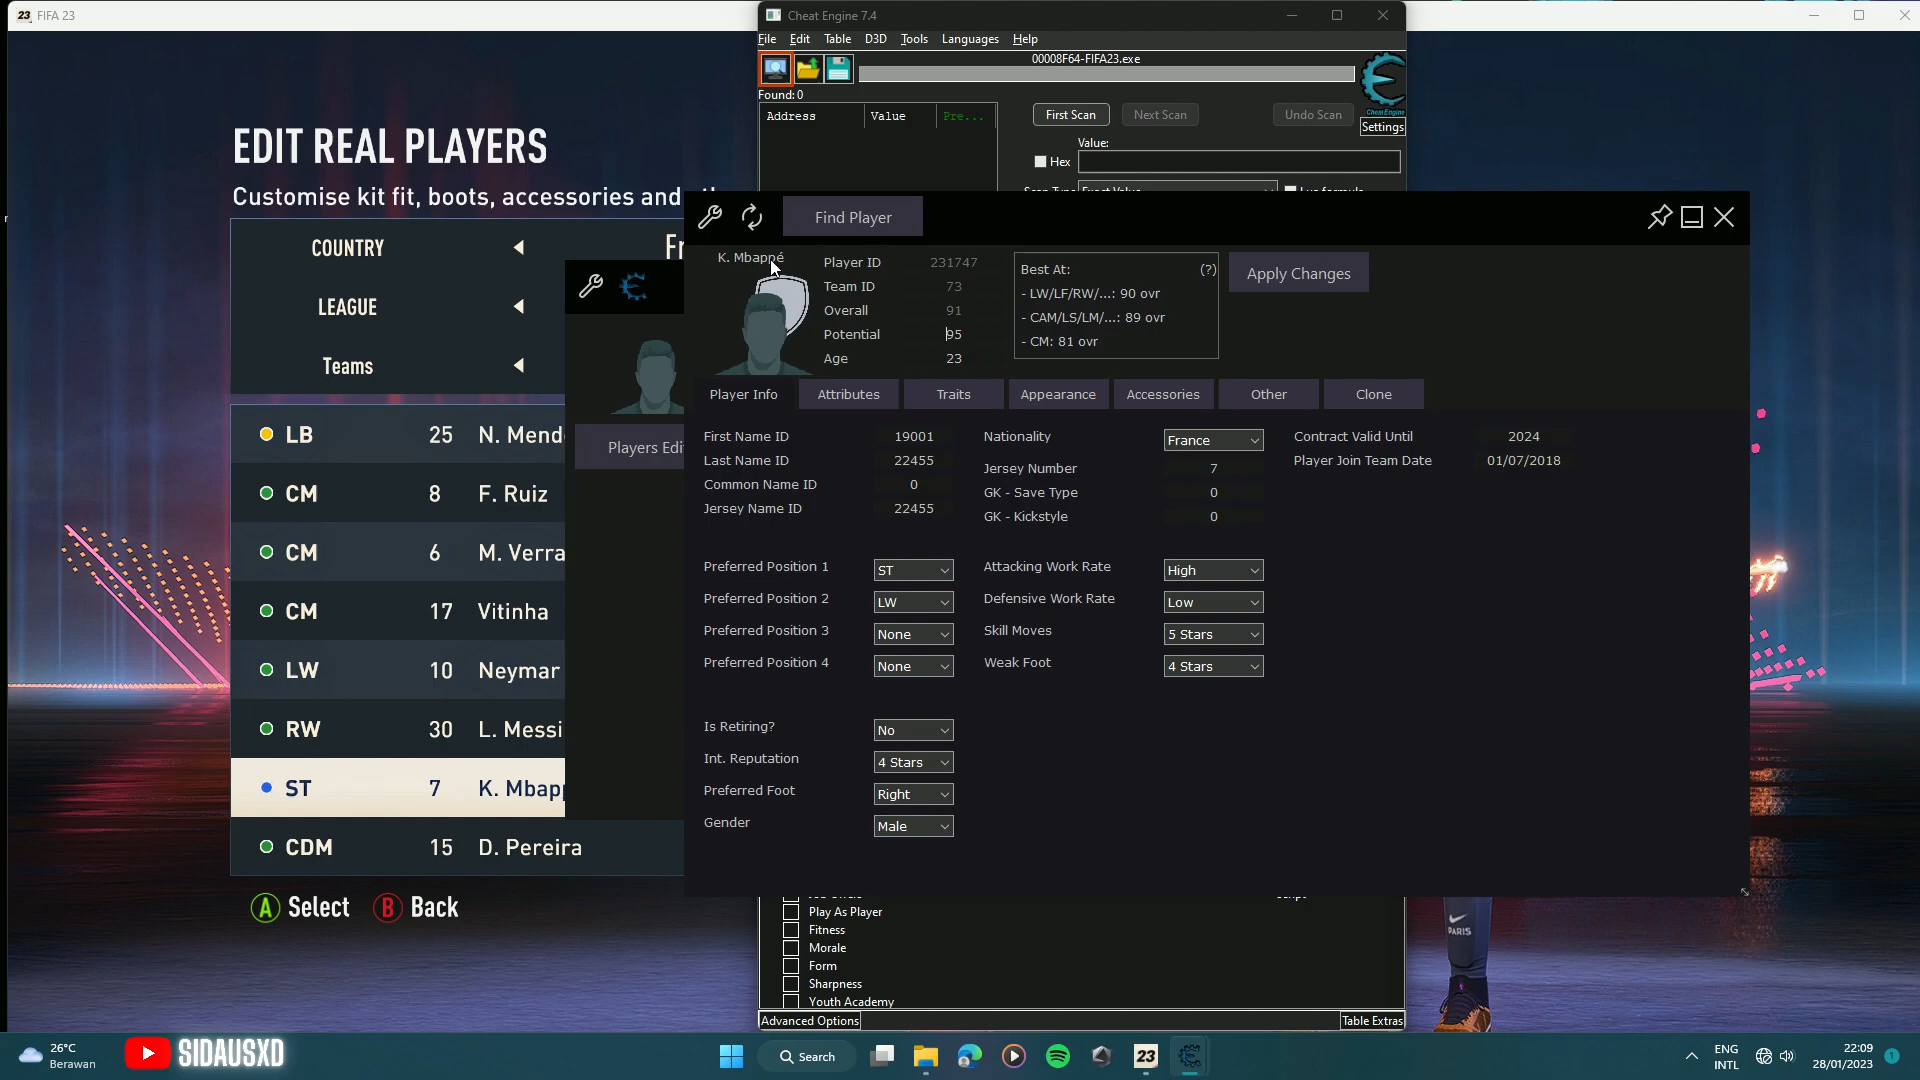 FIFA 23
Cheat Engine 7.4
File Edit Table D3D Tools Languages Help
00008F64-FIFA23.exe
Found: 0
Address Value Pre...
First Scan Next Scan Undo Scan
Settings
Value:
Hex
EDIT REAL PLAYERS
Customise kit fit, boots, accessories and
COUNTRY
LEAGUE
Teams
LB 25 N. Mend
CM 8 F. Ruiz
CM 6 M. Verra
CM 17 Vitinha
LW 10 Neymar
RW 30 L. Messi
ST 7 K. Mbap
CDM 15 D. Pereira
A Select B Back
Players Edi
Find Player
K. Mbappé
Player ID 231747
Team ID 73
Overall 91
Potential 95
Age 23
Best At: (?)
- LW/LF/RW/...: 90 ovr
- CAM/LS/LM/...: 89 ovr
- CM: 81 ovr
Apply Changes
Player Info Attributes Traits Appearance Accessories Other Clone
First Name ID 19001
Last Name ID 22455
Common Name ID 0
Jersey Name ID 22455
Nationality France
Jersey Number 7
GK - Save Type 0
GK - Kickstyle 0
Contract Valid Until 2024
Player Join Team Date 01/07/2018
Preferred Position 1 ST
Preferred Position 2 LW
Preferred Position 3 None
Preferred Position 4 None
Attacking Work Rate High
Defensive Work Rate Low
Skill Moves 5 Stars
Weak Foot 4 Stars
Is Retiring? No
Int. Reputation 4 Stars
Preferred Foot Right
Gender Male
Play As Player
Fitness
Morale
Form
Sharpness
Youth Academy
Advanced Options Table Extras
PARIS
26°C
Berawan
SIDAUSXD
Search
23
ENG
INTL
22:09
28/01/2023
1